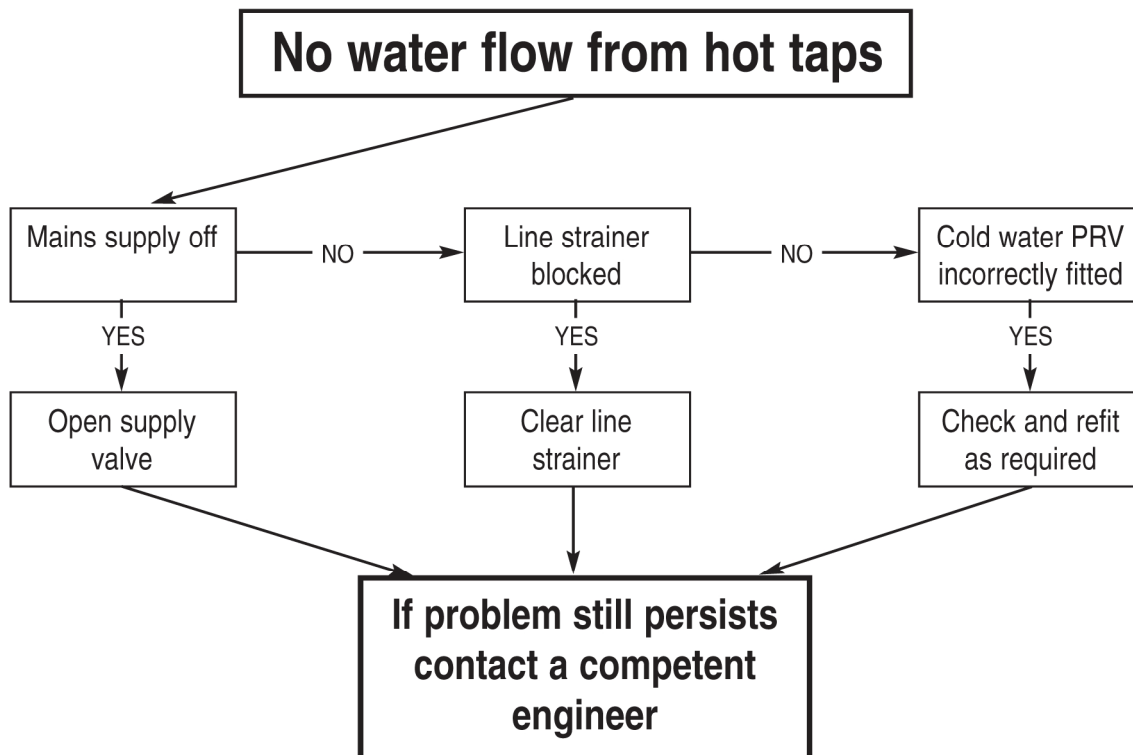 No water flow from hot taps
Mains supply off
NO
Line strainer
blocked
NO
Cold water PRV
incorrectly fitted
YES
YES
YES
Open supply
valve
Clear line
strainer
Check and refit
as required
If problem still persists
contact a competent
engineer